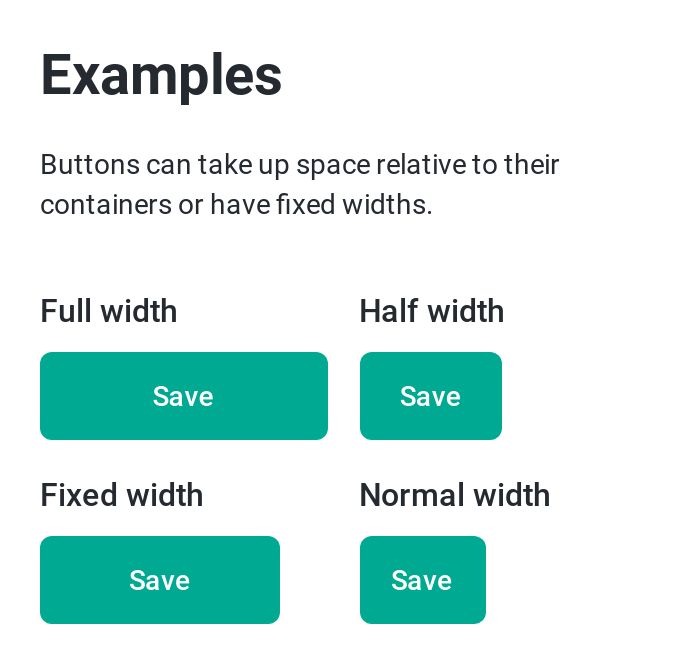 Examples
Buttons can take up space relative to their
containers or have fixed widths.
Full width
Half width
Save
Save
Fixed width
Normal width
Save
Save